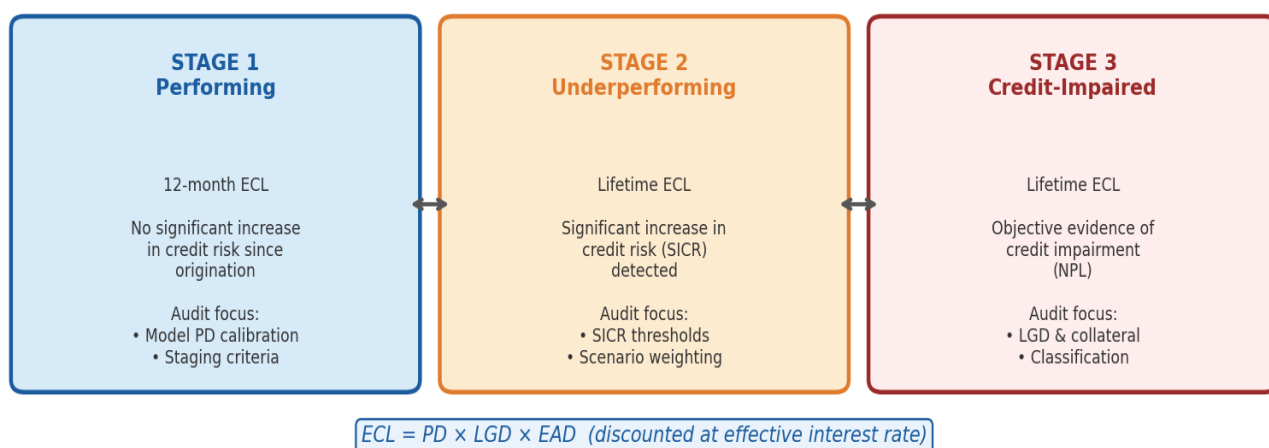 STAGE 1
Performing
12-month ECL
No significant increase
in credit risk since
origination
Audit focus:
• Model PD calibration
• Staging criteria
STAGE 2
Underperforming
Lifetime ECL
Significant increase in
credit risk (SICR)
detected
Audit focus:
• SICR thresholds
• Scenario weighting
STAGE 3
Credit-Impaired
Lifetime ECL
Objective evidence of
credit impairment
(NPL)
Audit focus:
• LGD & collateral
• Classification
ECL = PD × LGD × EAD (discounted at effective interest rate)